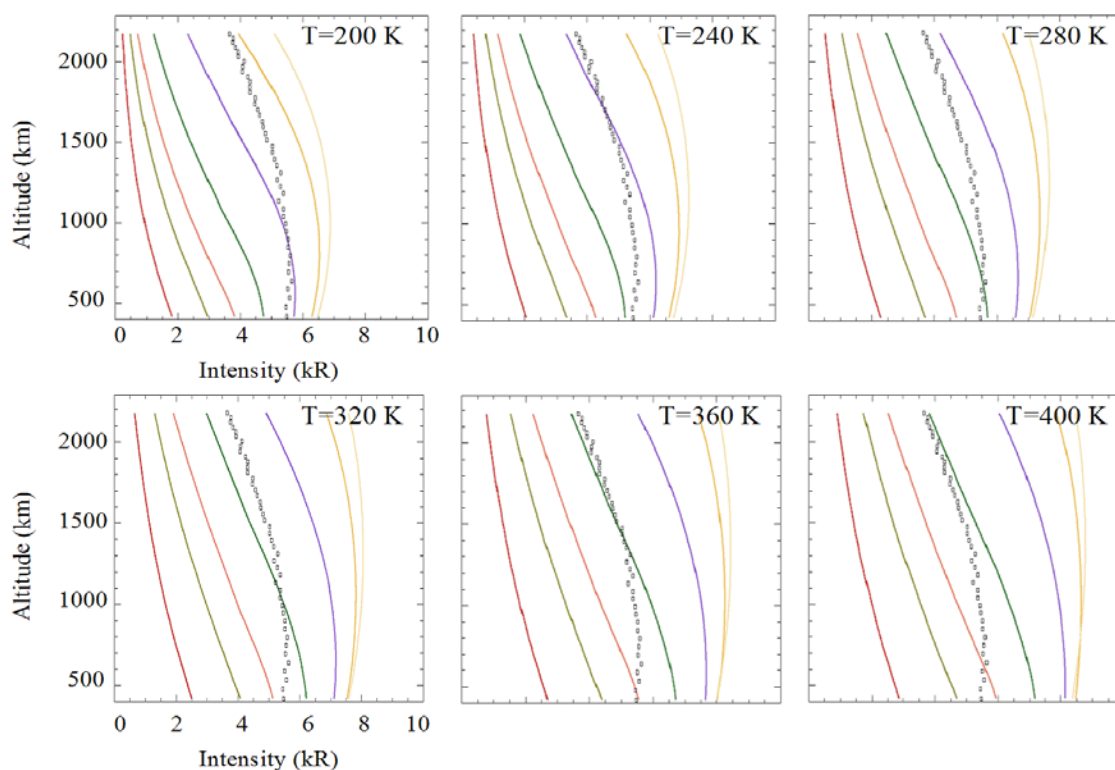 T=200 K
T=240 K
T=280 K
2000
1500
1000
500
Altitude (km)
0 2 4 6 8 10
Intensity (kR)
T=320 K
T=360 K
T=400 K
2000
1500
1000
500
Altitude (km)
0 2 4 6 8 10
Intensity (kR)